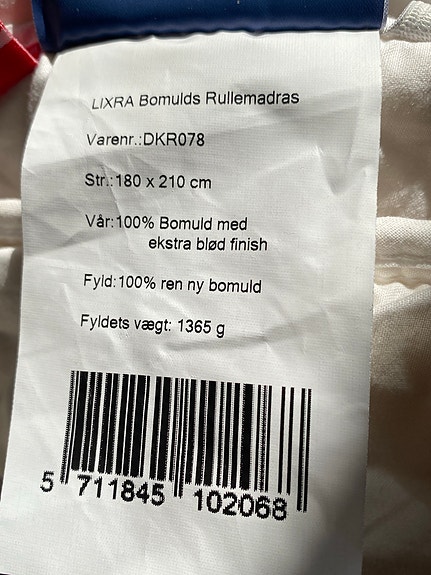 LIXRA Bomulds Rullemadras
Varenr.:DKR078
Str.:180 x 210 cm
Vår:100% Bomuld med
ekstra blød finish
Fyld:100% ren ny bomuld
Fyldets vægt: 1365 g
5 711845 102068